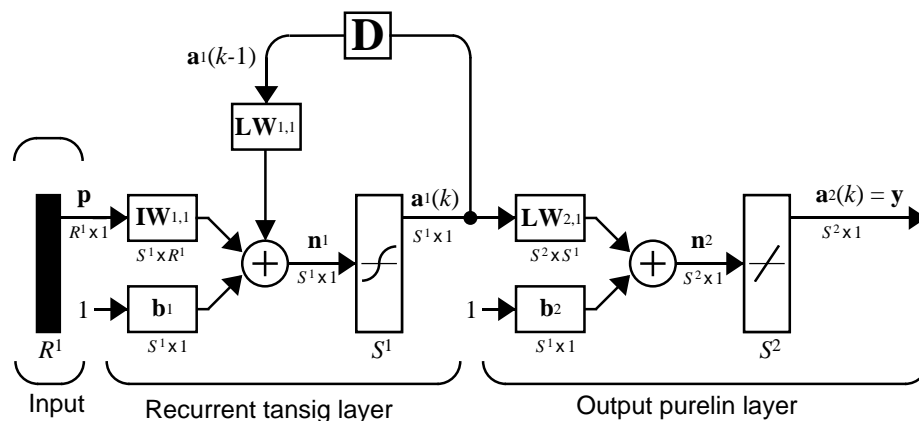 D
a1(k-1)
LW1,1
p
R1 x 1
IW1,1
S1 x R1
n1
S1 x 1
a1(k)
S1 x 1
LW2,1
S2 x S1
n2
S2 x 1
a2(k) = y
S2 x 1
1
b1
S1 x 1
1
b2
S1 x 1
R1
S1
S2
Input
Recurrent tansig layer
Output purelin layer